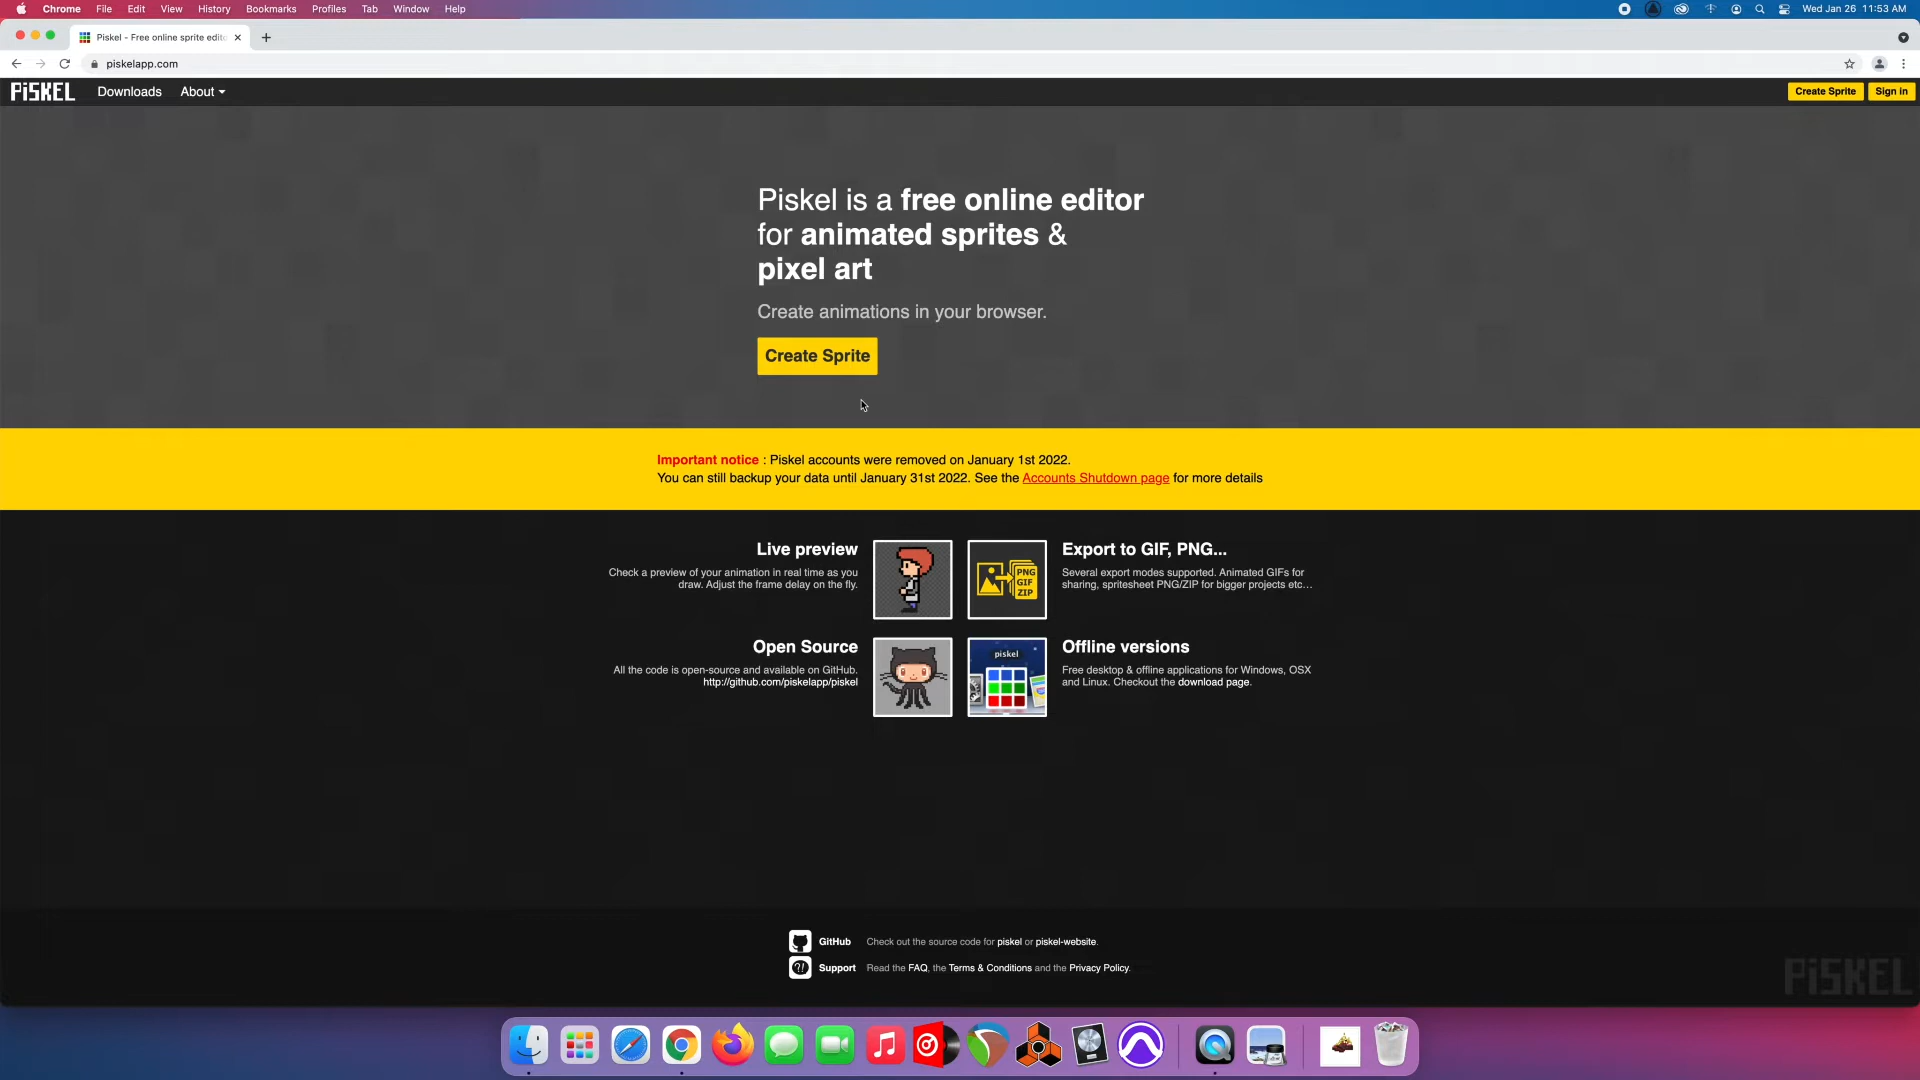 Chrome File Edit View History Bookmarks Profiles Tab Window Help
Wed Jan 26 11:53 AM
Piskel - Free online sprite edito
piskelapp.com
PiSKEL Downloads About
Create Sprite Sign in
Piskel is a free online editor
for animated sprites &
pixel art
Create animations in your browser.
Create Sprite
Important notice : Piskel accounts were removed on January 1st 2022.
You can still backup your data until January 31st 2022. See the Accounts Shutdown page for more details
Live preview
Check a preview of your animation in real time as you
draw. Adjust the frame delay on the fly.
PNG
GIF
ZIP
Export to GIF, PNG...
Several export modes supported. Animated GIFs for
sharing, spritesheet PNG/ZIP for bigger projects etc...
Open Source
All the code is open-source and available on GitHub.
http://github.com/piskelapp/piskel
piskel
Offline versions
Free desktop & offline applications for Windows, OSX
and Linux. Checkout the download page.
GitHub Check out the source code for piskel or piskel-website.
Support Read the FAQ, the Terms & Conditions and the Privacy Policy.
PiSKEL